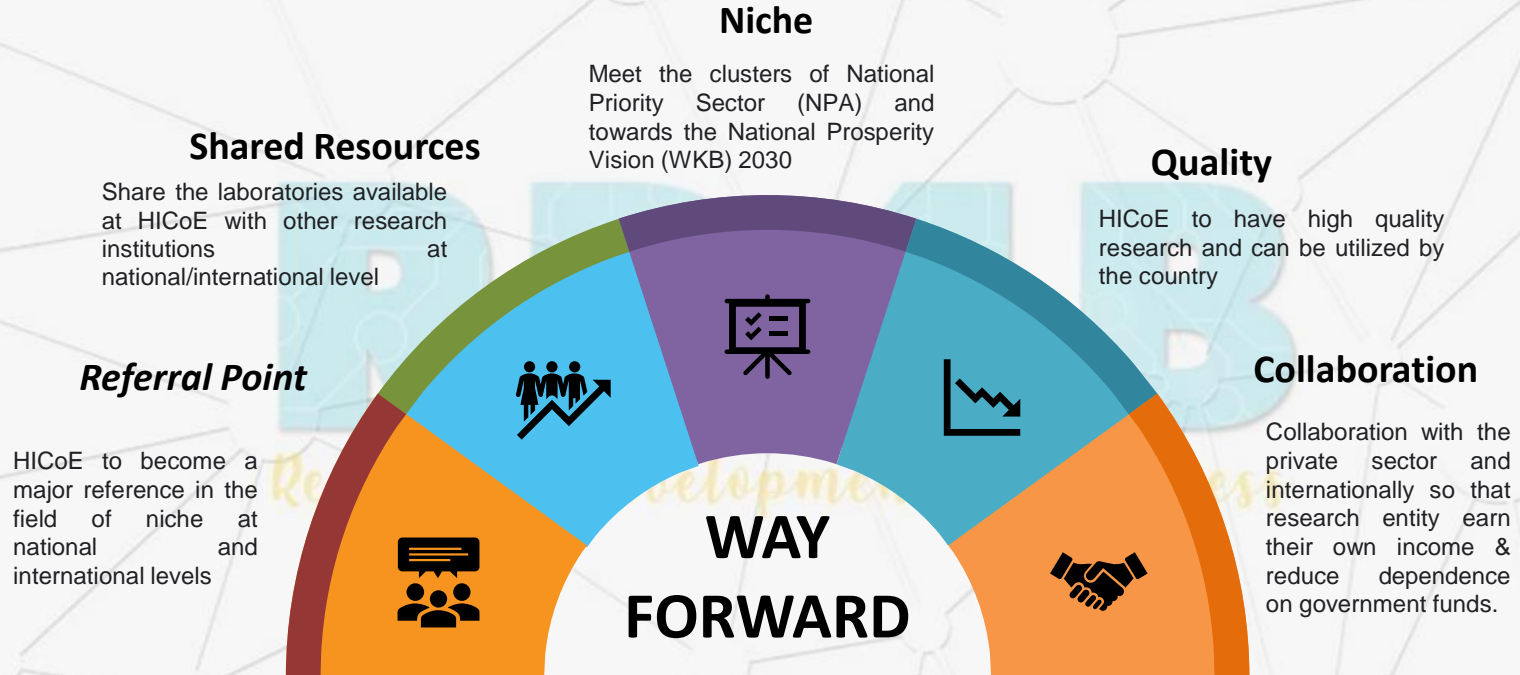 Niche
Meet the clusters of National
Priority Sector (NPA) and
towards the National Prosperity
Vision (WKB) 2030
Shared Resources
Share the laboratories available
at HICoE with other research
institutions at
national/international level
Quality
HICoE to have high quality
research and can be utilized by
the country
Referral Point
HICoE to become a
major reference in the
field of niche at
national and
international levels
Collaboration
Collaboration with the
private sector and
internationally so that
research entity earn
their own income &
reduce dependence
on government funds.
WAY
FORWARD